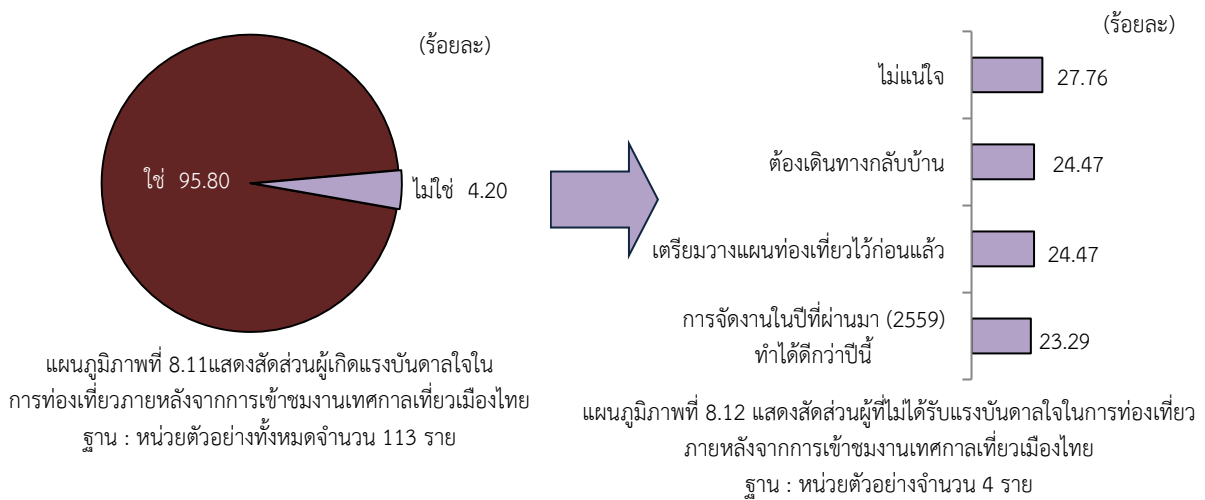 (ร้อยละ)
ใช่ 95.80
ไม่ใช่ 4.20
แผนภูมิภาพที่ 8.11แสดงสัดส่วนผู้เกิดแรงบันดาลใจใน
การท่องเที่ยวภายหลังจากการเข้าชมงานเทศกาลเที่ยวเมืองไทย
ฐาน : หน่วยตัวอย่างทั้งหมดจำนวน 113 ราย
(ร้อยละ)
ไม่แน่ใจ 27.76
ต้องเดินทางกลับบ้าน 24.47
เตรียมวางแผนท่องเที่ยวไว้ก่อนแล้ว 24.47
การจัดงานในปีที่ผ่านมา (2559)
ทำได้ดีกว่าปีนี้ 23.29
แผนภูมิภาพที่ 8.12 แสดงสัดส่วนผู้ที่ไม่ได้รับแรงบันดาลใจในการท่องเที่ยว
ภายหลังจากการเข้าชมงานเทศกาลเที่ยวเมืองไทย
ฐาน : หน่วยตัวอย่างจำนวน 4 ราย